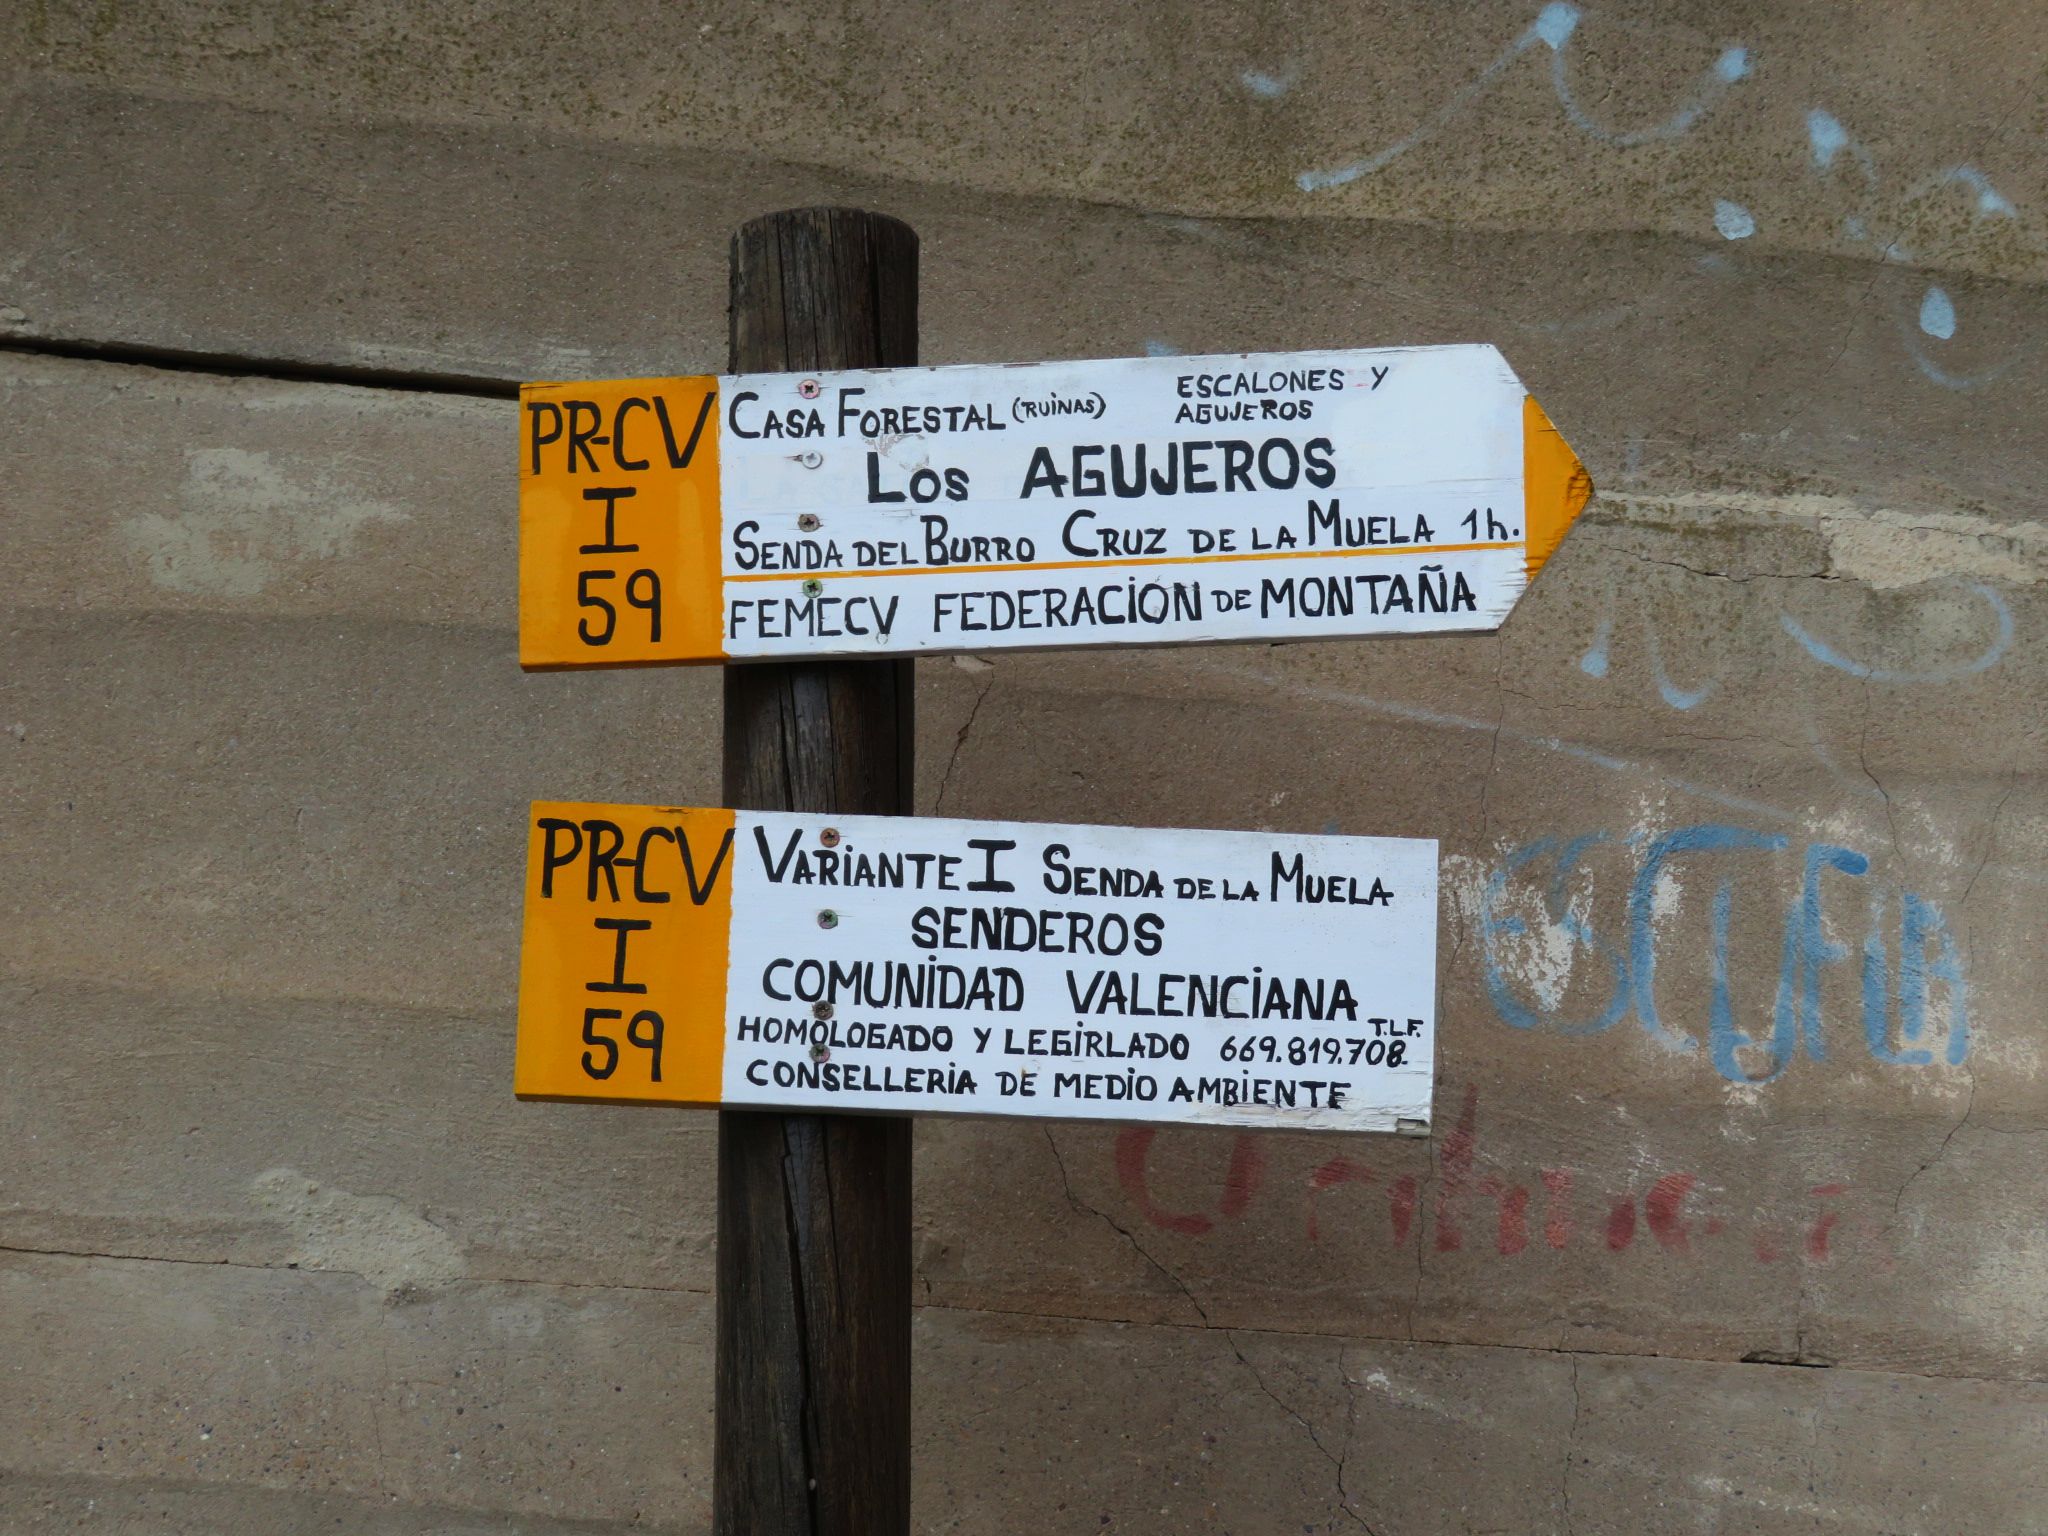 PR-CV
I
59
CASA FORESTAL (RUINAS)
ESCALONES Y
AGUJEROS
LOS AGUJEROS
SENDA DEL BURRO CRUZ DE LA MUELA 1h.
FEMECV FEDERACION DE MONTAÑA
PR-CV
I
59
VARIANTE I SENDA DE LA MUELA
SENDEROS
COMUNIDAD VALENCIANA
HOMOLOGADO Y LEGIRLADO T.L.F. 669.819.708.
CONSELLERIA DE MEDIO AMBIENTE